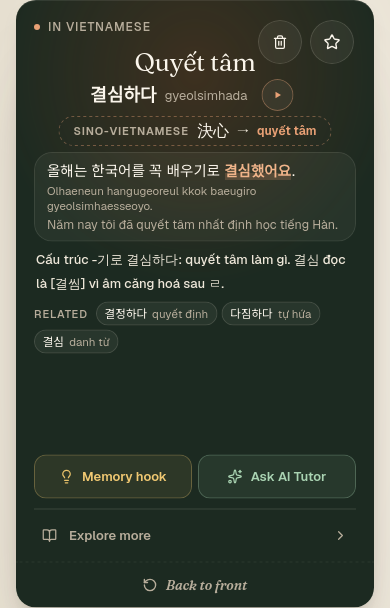 IN VIETNAMESE
Quyết tâm
결심하다 gyeolsimhada
SINO-VIETNAMESE 決心 → quyết tâm
올해는 한국어를 꼭 배우기로 결심했어요.
Olhaeneun hangugeoreul kkok baeugiro
gyeolsimhaesseoyo.
Năm nay tôi đã quyết tâm nhất định học tiếng Hàn.
Cấu trúc -기로 결심하다: quyết tâm làm gì. 결심 đọc
là [결씸] vì âm căng hoá sau ㄹ.
RELATED 결정하다 quyết định 다짐하다 tự hứa
결심 danh từ
Memory hook Ask AI Tutor
Explore more
Back to front